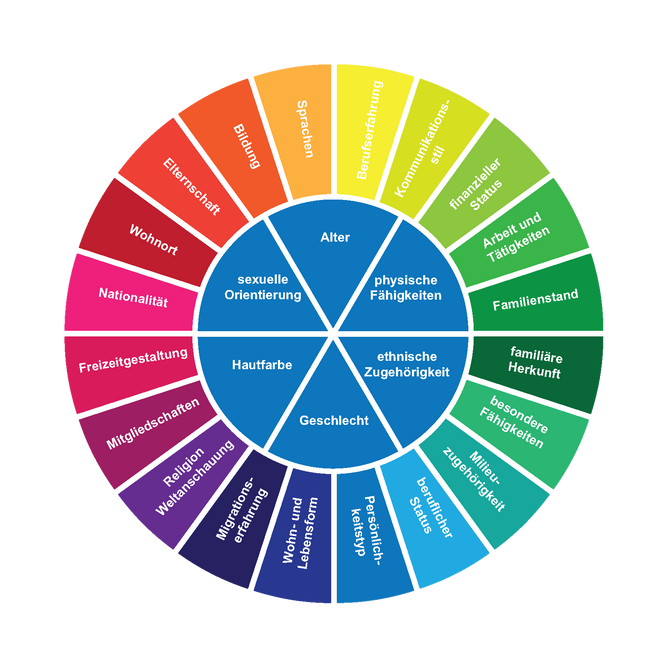 Berufserfahrung
Kommunikations-
stil
finanzieller
Status
Arbeit und
Tätigkeiten
Familienstand
familiäre
Herkunft
besondere
Fähigkeiten
Milieu-
zugehörigkeit
beruflicher
Status
Persönlich-
keitstyp
Wohn- und
Lebensform
Migrations-
erfahrung
Religion
Weltanschauung
Mitgliedschaften
Freizeitgestaltung
Nationalität
Wohnort
Elternschaft
Bildung
Sprachen
Alter
physische
Fähigkeiten
ethnische
Zugehörigkeit
Geschlecht
Hautfarbe
sexuelle
Orientierung